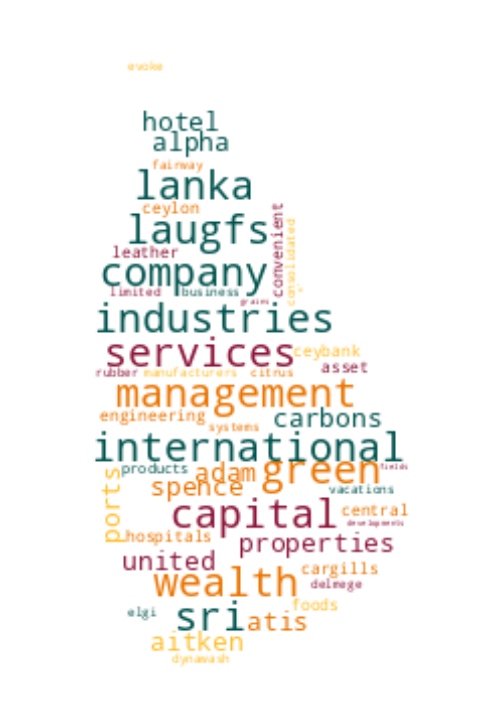 evoke
hotel
alpha
fairway
lanka
ceylon
laugfs
convenient
consolidated
leather
company
limited business
grains
industries
services
ceybank
rubber manufacturers citrus
asset
management
engineering
carbons
systems
international
products adam green fields
spence
vacations
ports
capital
central
developments
hospitals
properties
united
cargills
wealth
delmege
foods
elgi
sri
atis
aitken
dynawash